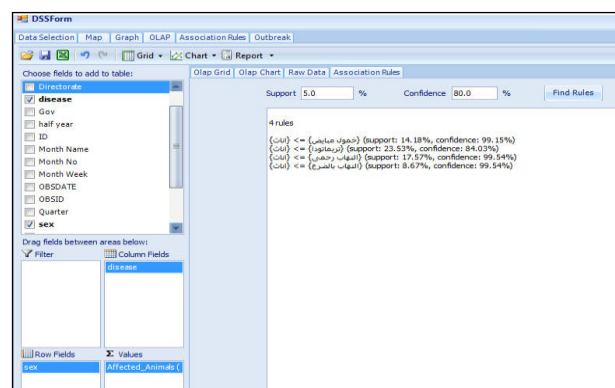 DSSForm
Data Selection Map Graph OLAP Association Rules Outbreak
Grid Chart Report
Choose fields to add to table:
Directorate
disease
Gov
half year
ID
Month Name
Month No
Month Week
OBSDATE
OBSID
Quarter
sex
Drag fields between areas below:
Filter
Column Fields
disease
Row Fields
Σ Values
sex
Affected_Animals (
Olap Grid Olap Chart Raw Data Association Rules
Support 5.0 % Confidence 80.0 % Find Rules
4 rules
{خمول مبايض} => {اناث} (support: 14.18%, confidence: 99.15%)
{تريماتودا} => {اناث} (support: 23.53%, confidence: 84.03%)
{التهاب رحمي} => {اناث} (support: 17.57%, confidence: 99.54%)
{التهاب بالضرع} => {اناث} (support: 8.67%, confidence: 99.54%)